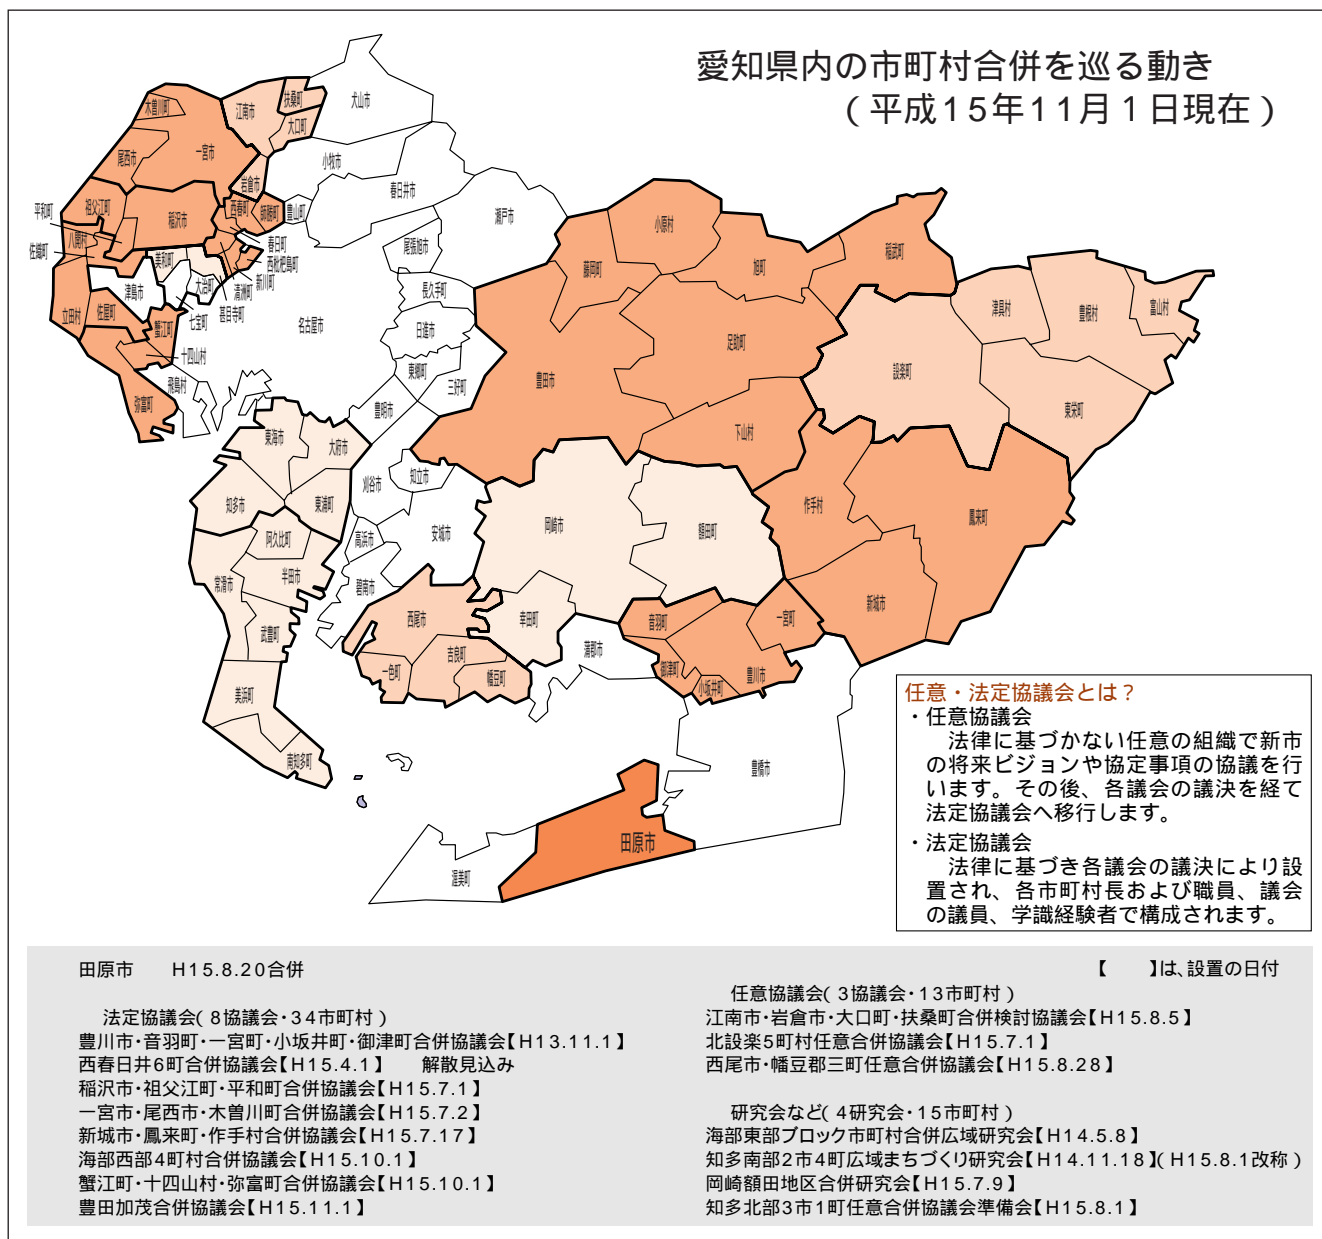 愛知県内の市町村合併を巡る動き
(平成15年11月1日現在)
犬山市
扶桑町
木曽川町
江南市
大口町
尾西市
一宮市
小牧市
岩倉市
春日井市
平和町
祖父江町
稲沢市
西春町
師勝町
豊山町
瀬戸市
小原村
稲武町
佐織町
八開村
春日町
尾張旭市
藤岡町
旭町
美和町
西枇杷島町
津島市
大治町
清洲町
新川町
長久手町
津具村
豊根村
富山村
立田村
佐屋町
蟹江町
七宝町
甚目寺町
名古屋市
日進市
足助町
十四山村
東郷町
三好町
豊田市
設楽町
飛島村
弥富町
豊明市
東栄町
東海市
大府市
下山村
知多市
東浦町
刈谷市
知立市
作手村
鳳来町
阿久比町
高浜市
安城市
岡崎市
額田町
常滑市
半田市
碧南市
武豊町
西尾市
幸田町
音羽町
一宮町
新城市
美浜町
一色町
吉良町
幡豆町
蒲郡市
御津町
小坂井町
豊川市
南知多町
豊橋市
田原市
渥美町
任意・法定協議会とは?
・任意協議会
法律に基づかない任意の組織で新市
の将来ビジョンや協定事項の協議を行
います。その後、各議会の議決を経て
法定協議会へ移行します。
・法定協議会
法律に基づき各議会の議決により設
置され、各市町村長および職員、議会
の議員、学識経験者で構成されます。
田原市 H15.8.20合併
【 】は、設置の日付
法定協議会(8協議会・34市町村)
豊川市・音羽町・一宮町・小坂井町・御津町合併協議会【H13.11.1】
西春日井6町合併協議会【H15.4.1】 解散見込み
稲沢市・祖父江町・平和町合併協議会【H15.7.1】
一宮市・尾西市・木曽川町合併協議会【H15.7.2】
新城市・鳳来町・作手村合併協議会【H15.7.17】
海部西部4町村合併協議会【H15.10.1】
蟹江町・十四山村・弥富町合併協議会【H15.10.1】
豊田加茂合併協議会【H15.11.1】
任意協議会(3協議会・13市町村)
江南市・岩倉市・大口町・扶桑町合併検討協議会【H15.8.5】
北設楽5町村任意合併協議会【H15.7.1】
西尾市・幡豆郡三町任意合併協議会【H15.8.28】
研究会など(4研究会・15市町村)
海部東部ブロック市町村合併広域研究会【H14.5.8】
知多南部2市4町広域まちづくり研究会【H14.11.18】(H15.8.1改称)
岡崎額田地区合併研究会【H15.7.9】
知多北部3市1町任意合併協議会準備会【H15.8.1】